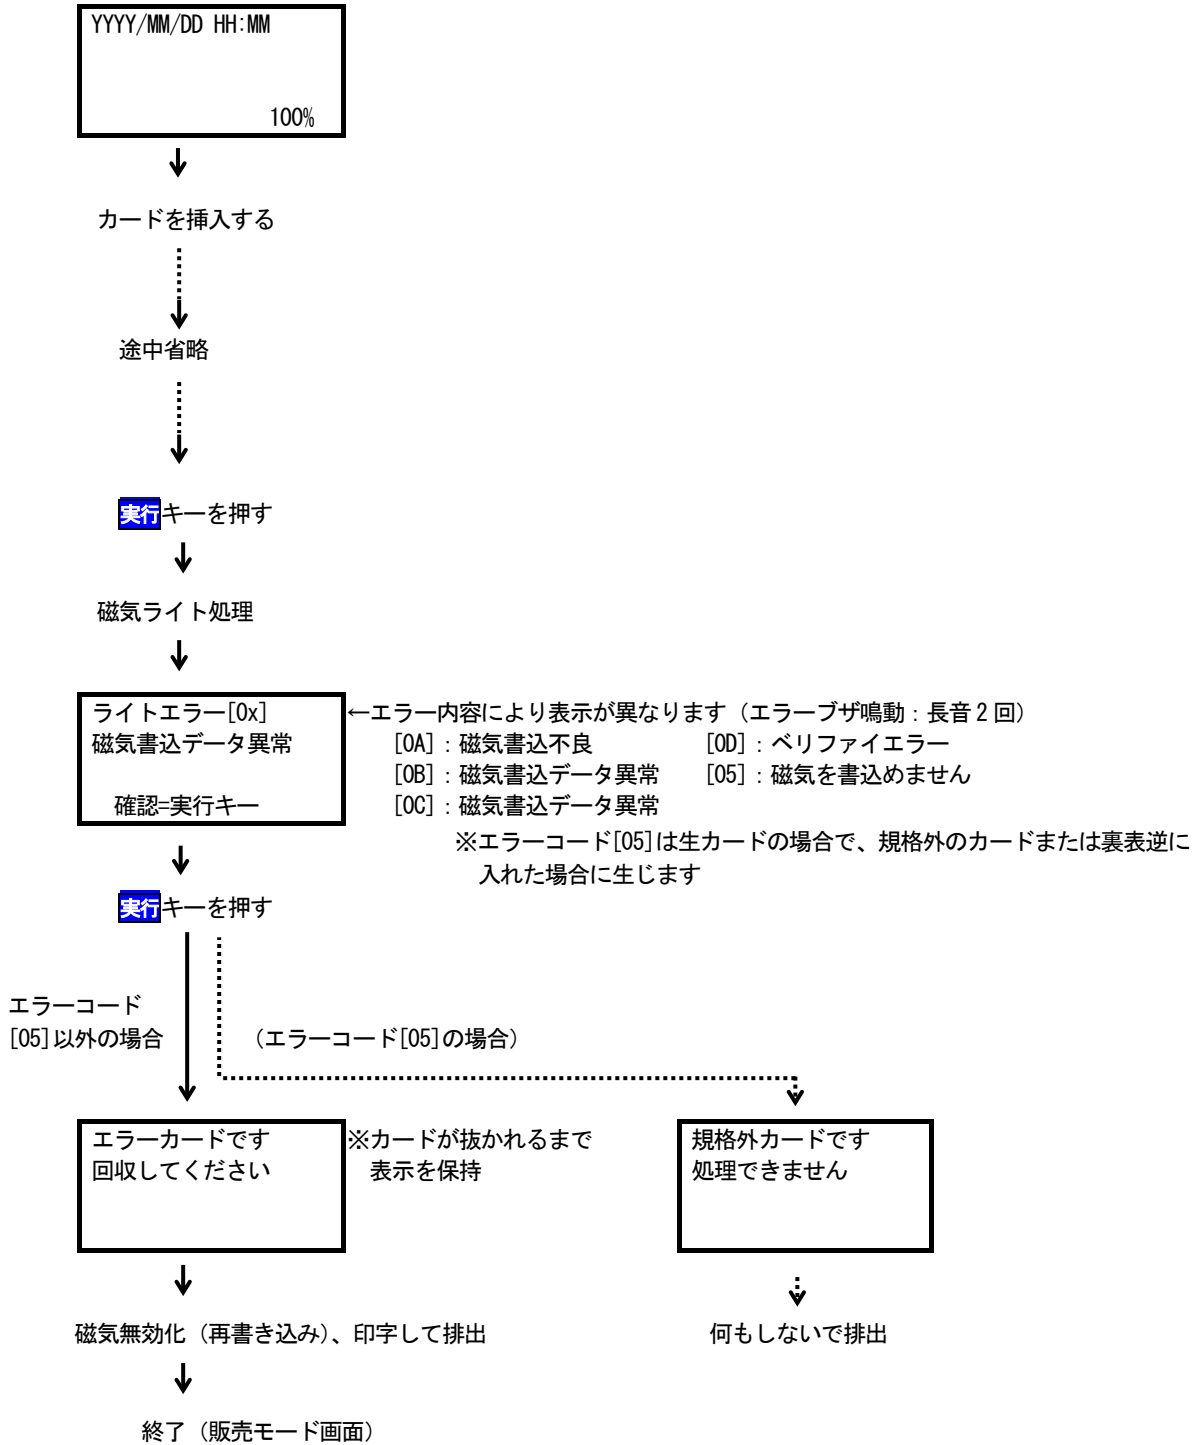 YYYY/MM/DD HH:MM
100%
カードを挿入する
途中省略
実行キーを押す
磁気ライト処理
ライトエラー[0x]
磁気書込データ異常
確認=実行キー
←エラー内容により表示が異なります（エラーブザ鳴動：長音２回）
[0A]：磁気書込不良　[0D]：ベリファイエラー
[0B]：磁気書込データ異常　[05]：磁気を書込めません
[0C]：磁気書込データ異常
※エラーコード[05]は生カードの場合で、規格外のカードまたは裏表逆に
入れた場合に生じます
実行キーを押す
エラーコード
[05]以外の場合
（エラーコード[05]の場合）
エラーカードです
回収してください
※カードが抜かれるまで
表示を保持
規格外カードです
処理できません
磁気無効化（再書き込み）、印字して排出
何もしないで排出
終了（販売モード画面）